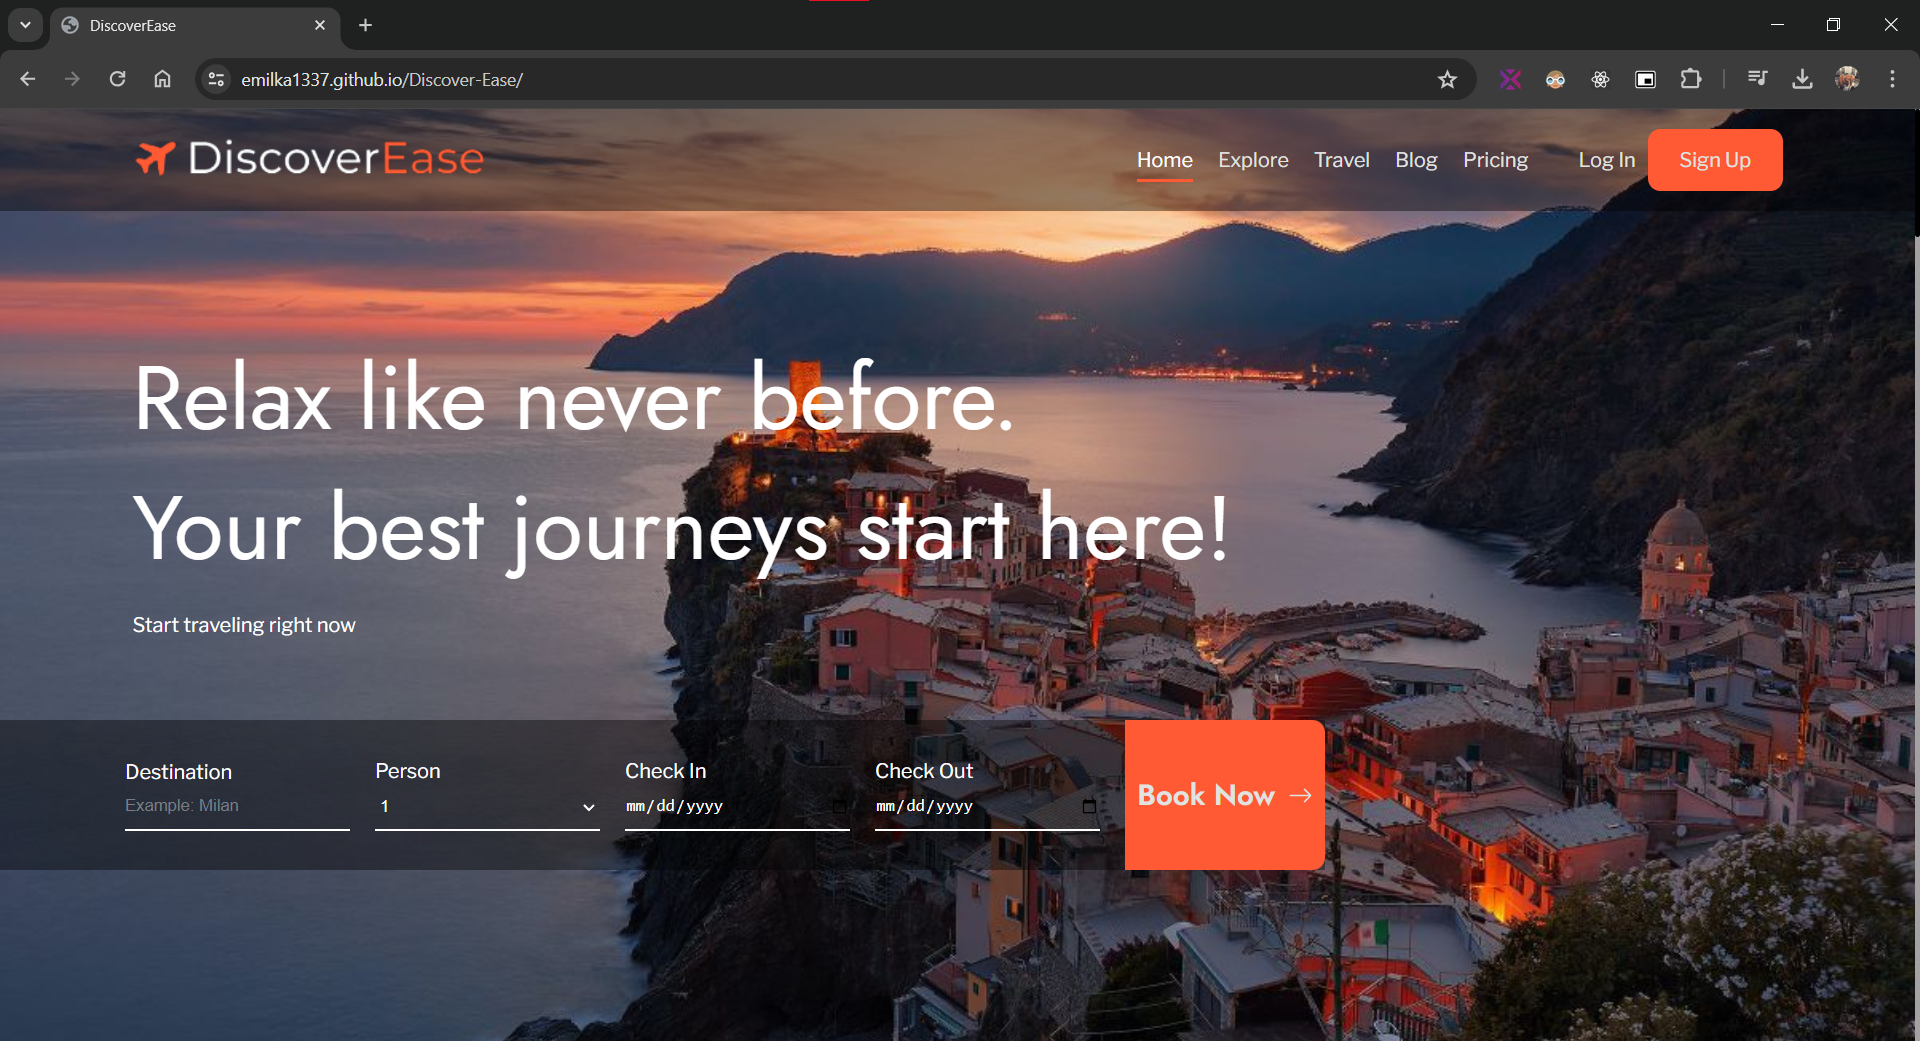 DiscoverEase
emilka1337.github.io/Discover-Ease/
DiscoverEase
Home Explore Travel Blog Pricing Log In Sign Up
Relax like never before.
Your best journeys start here!
Start traveling right now
Destination Person Check In Check Out
Example: Milan 1 mm/dd/yyyy mm/dd/yyyy
Book Now